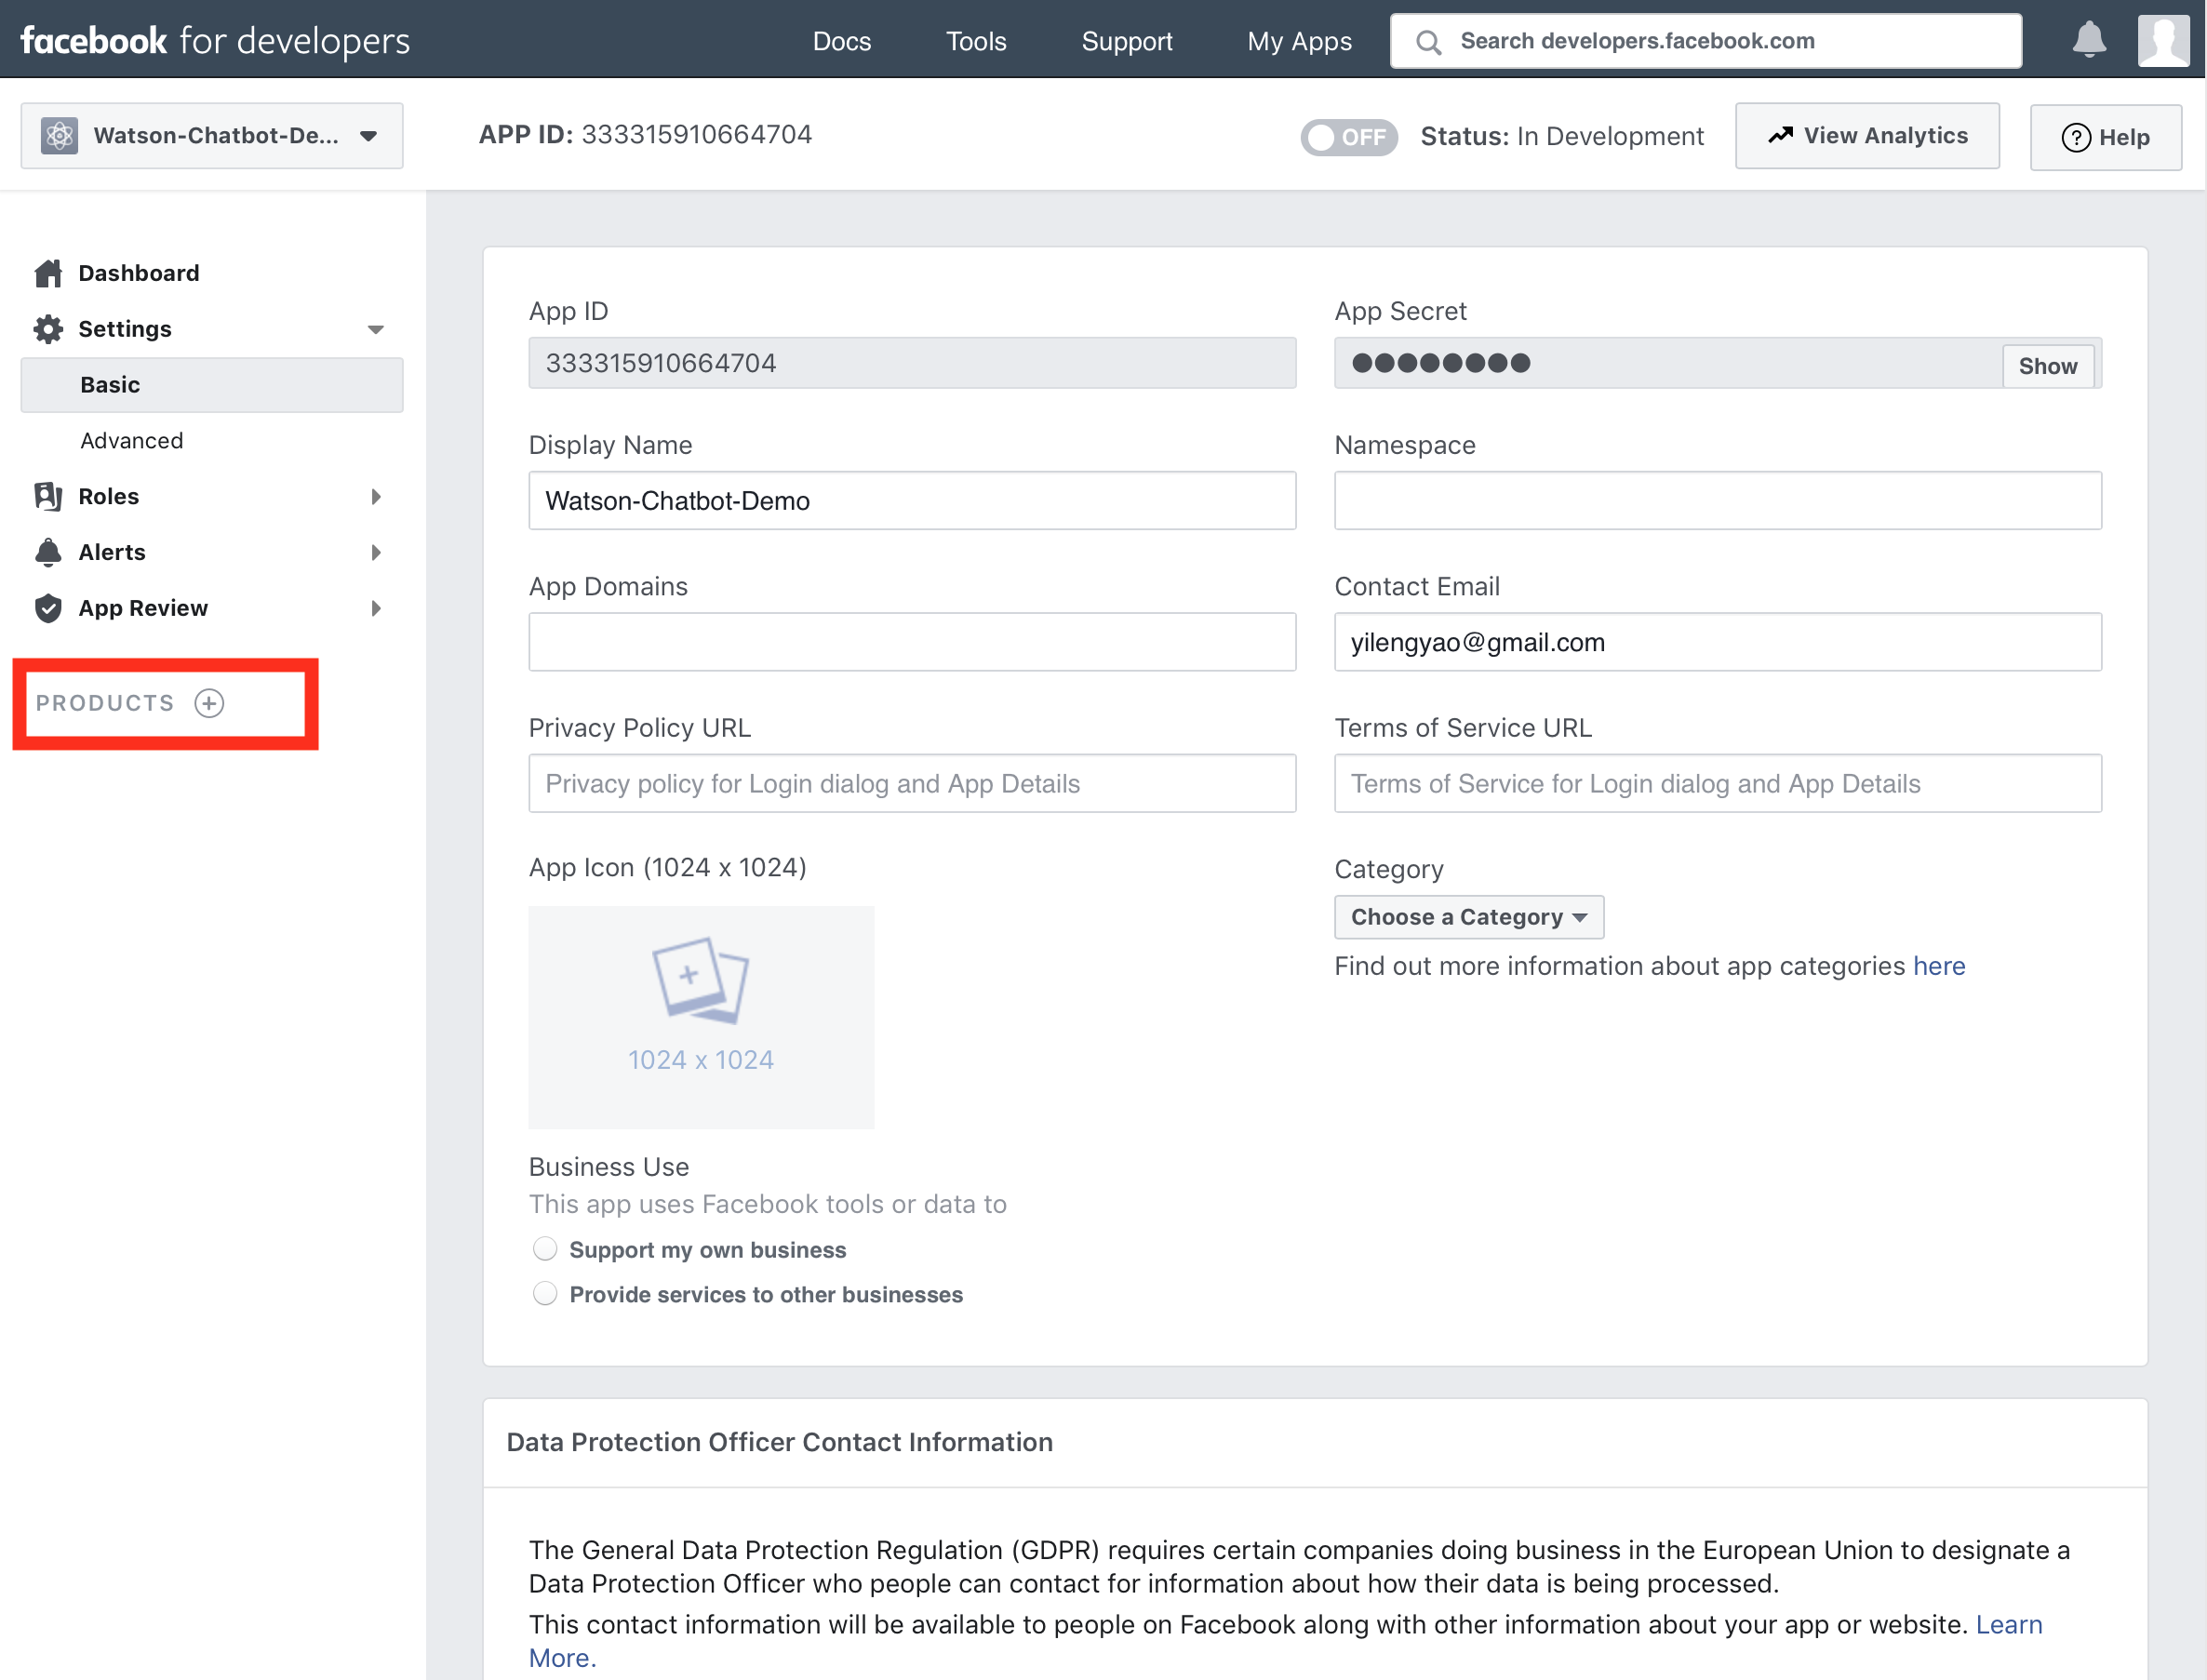 facebook for developers
Docs
Tools
Support
My Apps
Search developers.facebook.com
Watson-Chatbot-De...
APP ID: 333315910664704
OFF
Status: In Development
View Analytics
? Help
Dashboard
Settings
Basic
Advanced
Roles
Alerts
App Review
PRODUCTS
App ID
333315910664704
App Secret
●●●●●●●●
Show
Display Name
Watson-Chatbot-Demo
Namespace
App Domains
Contact Email
yilengyao@gmail.com
Privacy Policy URL
Privacy policy for Login dialog and App Details
Terms of Service URL
Terms of Service for Login dialog and App Details
App Icon (1024 x 1024)
1024 x 1024
Category
Choose a Category
Find out more information about app categories here
Business Use
This app uses Facebook tools or data to
Support my own business
Provide services to other businesses
Data Protection Officer Contact Information
The General Data Protection Regulation (GDPR) requires certain companies doing business in the European Union to designate a
Data Protection Officer who people can contact for information about how their data is being processed.
This contact information will be available to people on Facebook along with other information about your app or website. Learn
More.